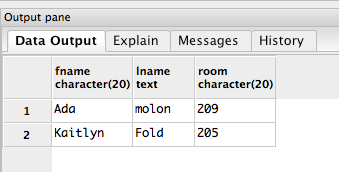 Output pane
Data Output Explain Messages History
fname lname room
character(20) text character(20)
1 Ada molon 209
2 Kaitlyn Fold 205